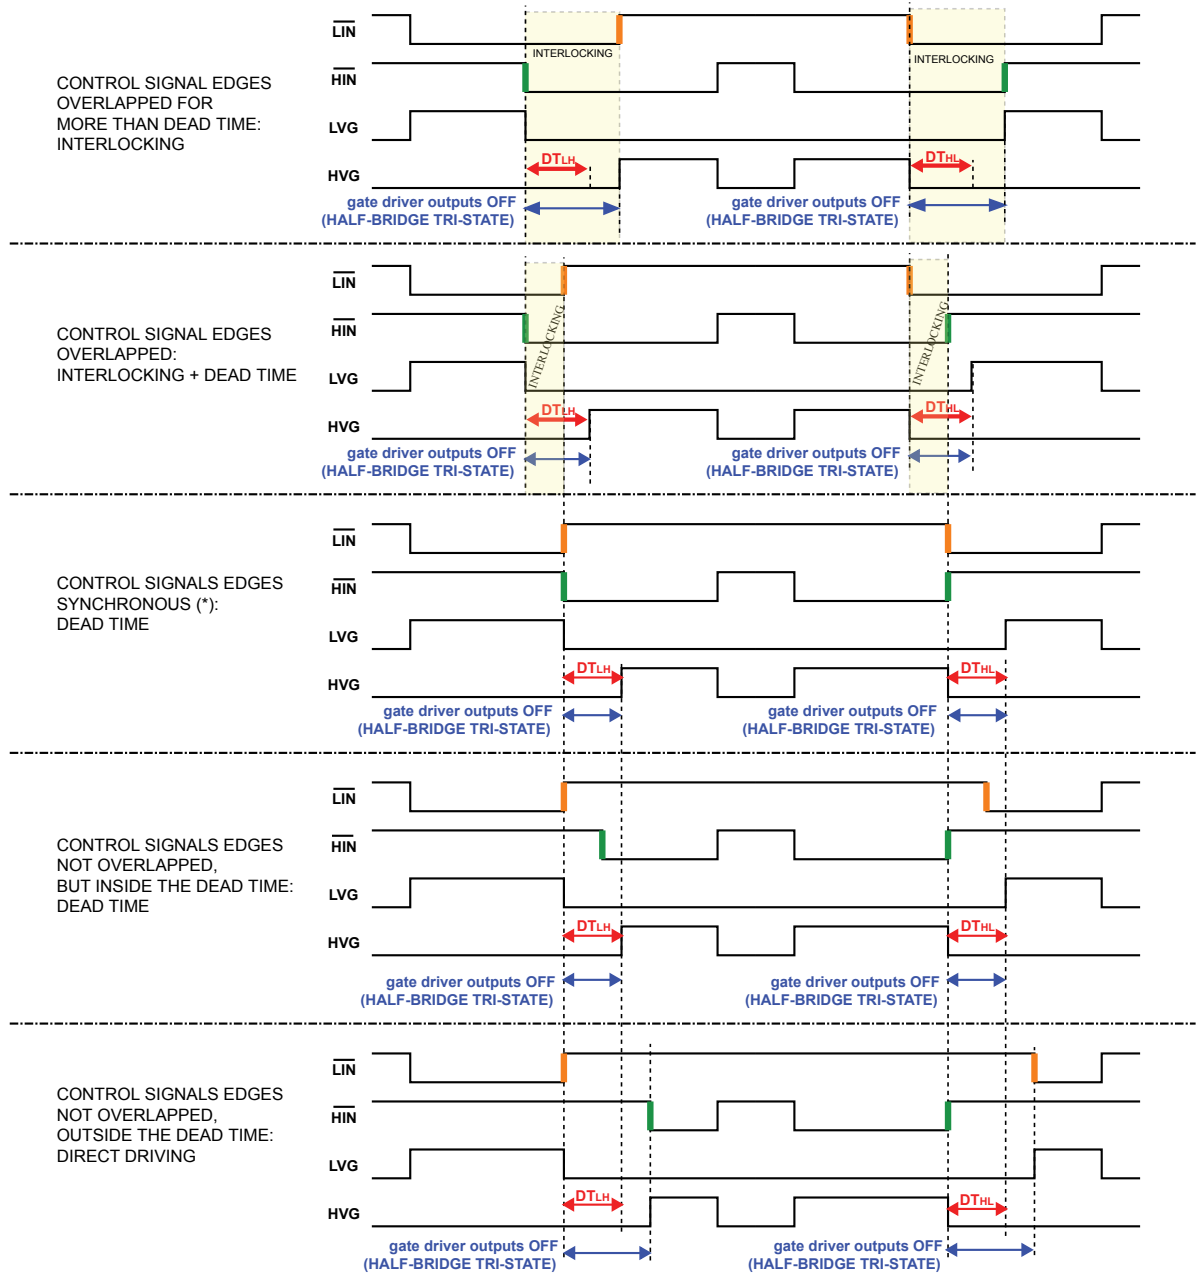 LIN
INTERLOCKING
INTERLOCKING
HIN
CONTROL SIGNAL EDGES
OVERLAPPED FOR
MORE THAN DEAD TIME:
INTERLOCKING
LVG
DTLH
DTHL
HVG
gate driver outputs OFF
(HALF-BRIDGE TRI-STATE)
gate driver outputs OFF
(HALF-BRIDGE TRI-STATE)
LIN
INTERLOCKING
INTERLOCKING
HIN
CONTROL SIGNAL EDGES
OVERLAPPED:
INTERLOCKING + DEAD TIME
LVG
DTLH
DTHL
HVG
gate driver outputs OFF
(HALF-BRIDGE TRI-STATE)
gate driver outputs OFF
(HALF-BRIDGE TRI-STATE)
LIN
HIN
CONTROL SIGNALS EDGES
SYNCHRONOUS (*):
DEAD TIME
LVG
DTLH
DTHL
HVG
gate driver outputs OFF
(HALF-BRIDGE TRI-STATE)
gate driver outputs OFF
(HALF-BRIDGE TRI-STATE)
LIN
HIN
CONTROL SIGNALS EDGES
NOT OVERLAPPED,
BUT INSIDE THE DEAD TIME:
DEAD TIME
LVG
DTLH
DTHL
HVG
gate driver outputs OFF
(HALF-BRIDGE TRI-STATE)
gate driver outputs OFF
(HALF-BRIDGE TRI-STATE)
LIN
HIN
CONTROL SIGNALS EDGES
NOT OVERLAPPED,
OUTSIDE THE DEAD TIME:
DIRECT DRIVING
LVG
DTLH
DTHL
HVG
gate driver outputs OFF
(HALF-BRIDGE TRI-STATE)
gate driver outputs OFF
(HALF-BRIDGE TRI-STATE)